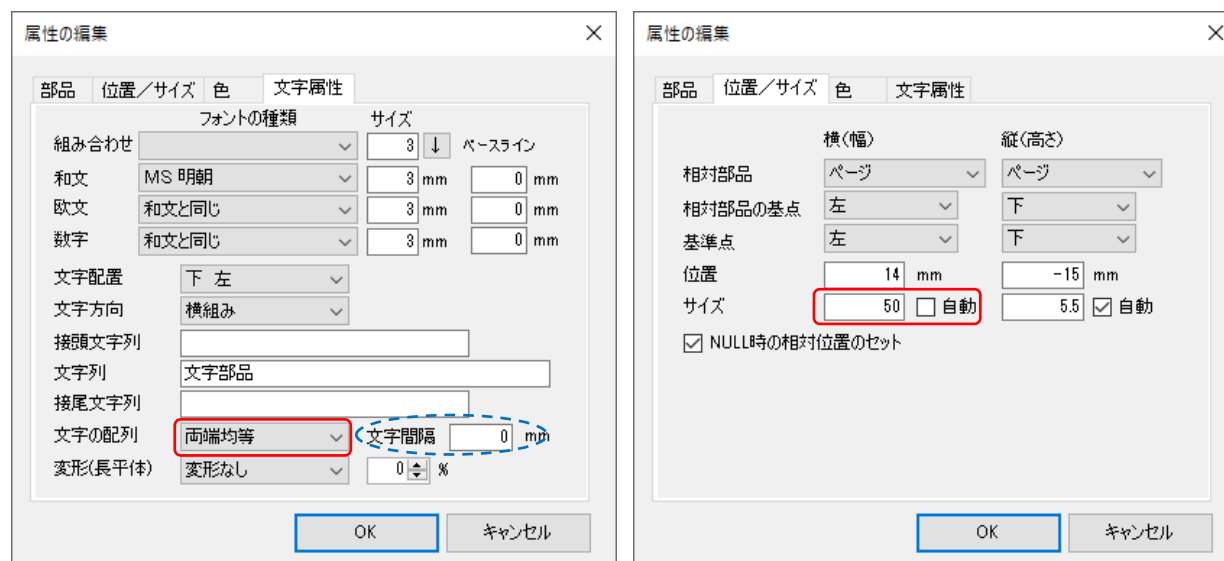 属性の編集
部品 位置／サイズ 色 文字属性
フォントの種類 サイズ
組み合わせ 3 ↓ ベースライン
和文 MS 明朝 3 mm 0 mm
欧文 和文と同じ 3 mm 0 mm
数字 和文と同じ 3 mm 0 mm
文字配置 下 左
文字方向 横組み
接頭文字列
文字列 文字部品
接尾文字列
文字の配列 両端均等 文字間隔 0 mm
変形(長平体) 変形なし 0 %
OK キャンセル
属性の編集
部品 位置／サイズ 色 文字属性
横(幅) 縦(高さ)
相対部品 ページ ページ
相対部品の基点 左 下
基準点 左 下
位置 14 mm -15 mm
サイズ 50 自動 5.5 自動
NULL時の相対位置のセット
OK キャンセル